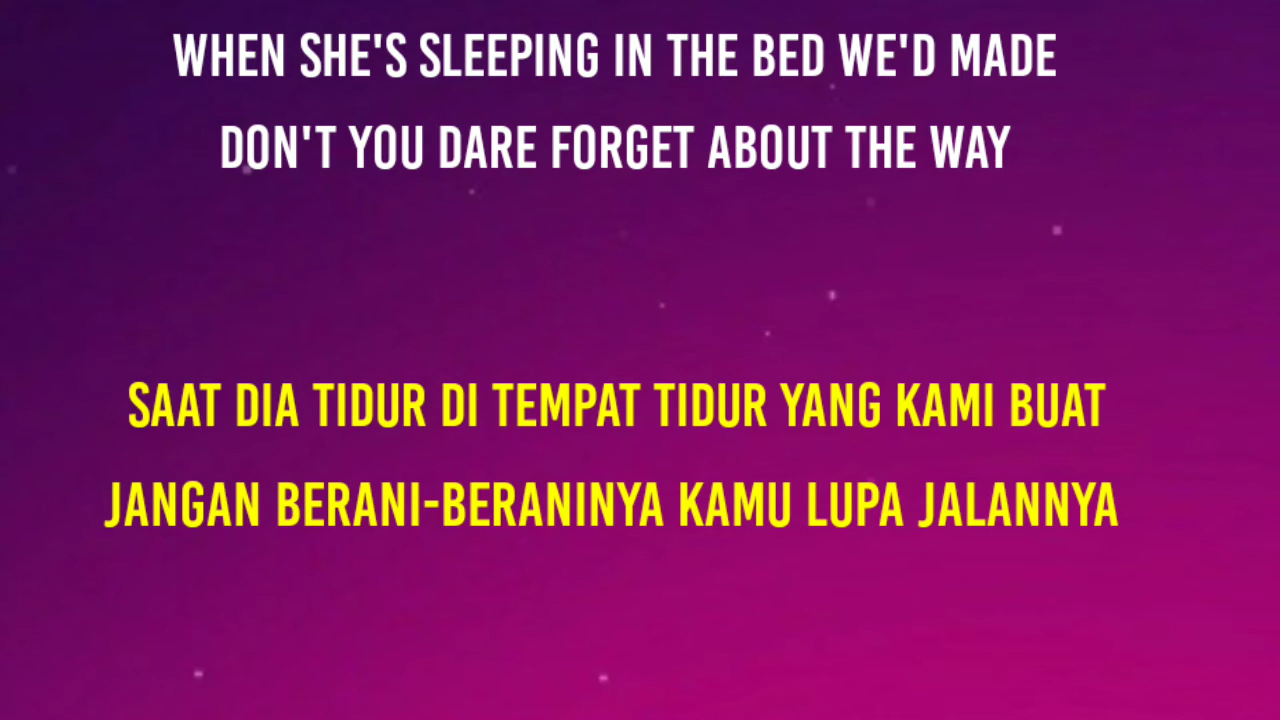 WHEN SHE'S SLEEPING IN THE BED WE'D MADE
DON'T YOU DARE FORGET ABOUT THE WAY
SAAT DIA TIDUR DI TEMPAT TIDUR YANG KAMI BUAT
JANGAN BERANI-BERANINYA KAMU LUPA JALANNYA